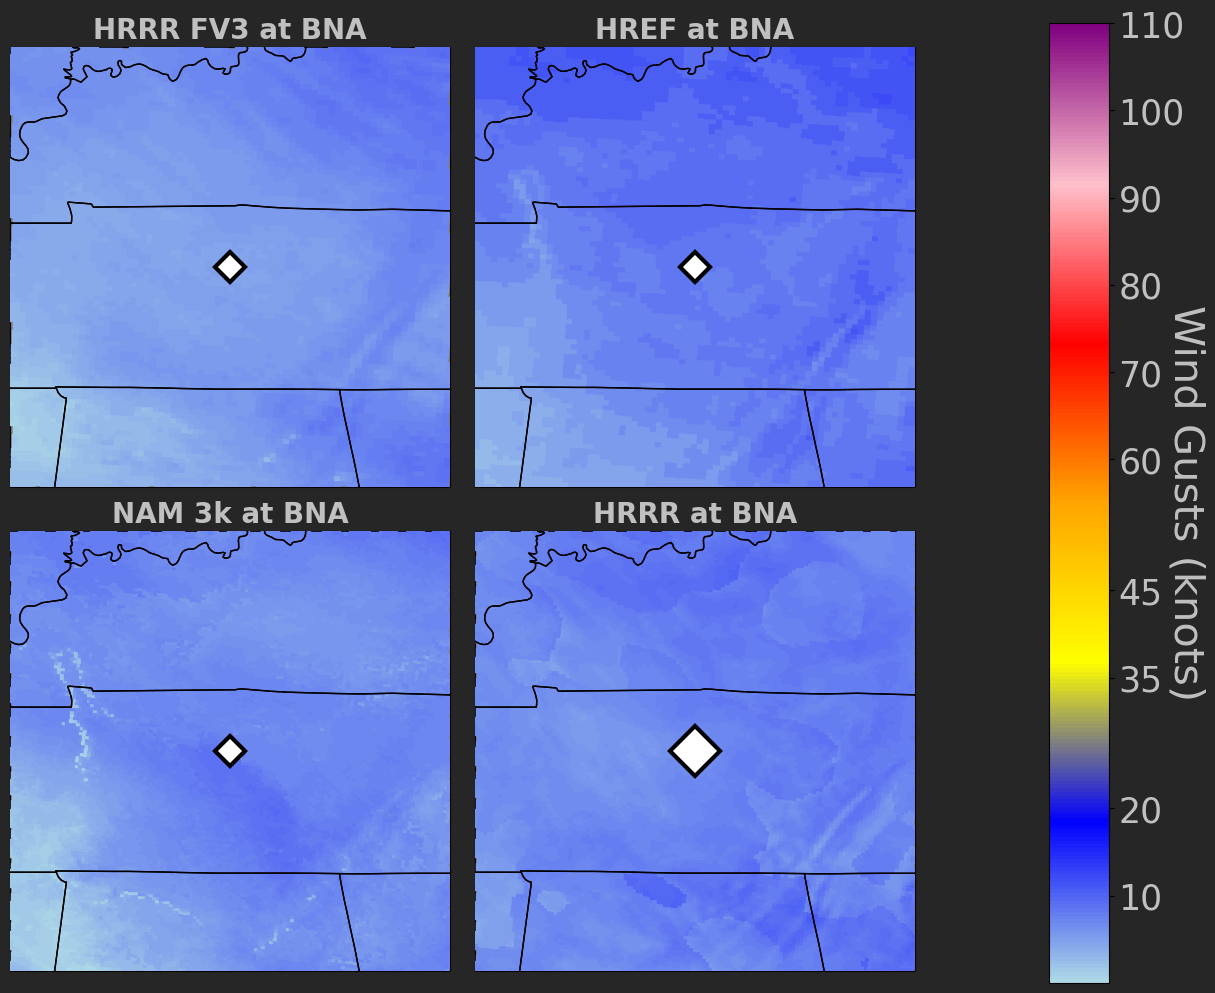 HRRR FV3 at BNA
HREF at BNA
NAM 3k at BNA
HRRR at BNA
110
100
90
80
70
60
45
35
20
10
Wind Gusts (knots)